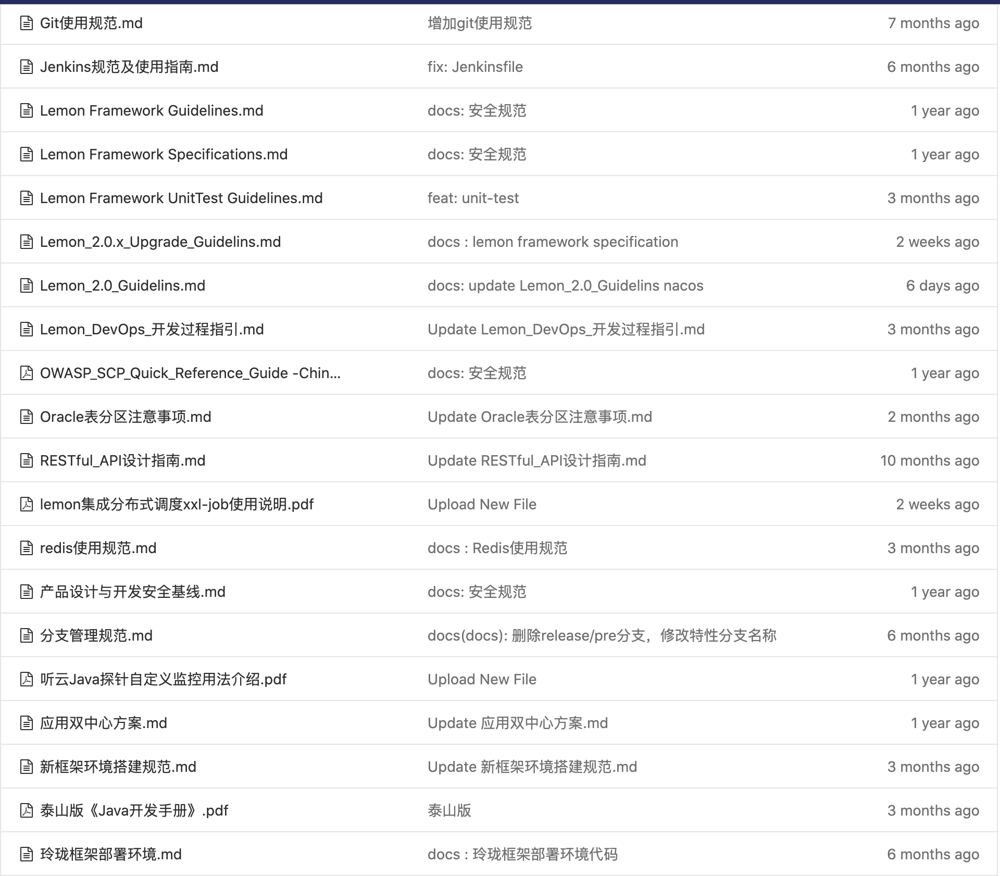 Git使用规范.md 增加git使用规范 7 months ago
Jenkins规范及使用指南.md fix: Jenkinsfile 6 months ago
Lemon Framework Guidelines.md docs: 安全规范 1 year ago
Lemon Framework Specifications.md docs: 安全规范 1 year ago
Lemon Framework UnitTest Guidelines.md feat: unit-test 3 months ago
Lemon_2.0.x_Upgrade_Guidelins.md docs : lemon framework specification 2 weeks ago
Lemon_2.0_Guidelins.md docs: update Lemon_2.0_Guidelins nacos 6 days ago
Lemon_DevOps_开发过程指引.md Update Lemon_DevOps_开发过程指引.md 3 months ago
OWASP_SCP_Quick_Reference_Guide -Chin... docs: 安全规范 1 year ago
Oracle表分区注意事项.md Update Oracle表分区注意事项.md 2 months ago
RESTful_API设计指南.md Update RESTful_API设计指南.md 10 months ago
lemon集成分布式调度xxl-job使用说明.pdf Upload New File 2 weeks ago
redis使用规范.md docs : Redis使用规范 3 months ago
产品设计与开发安全基线.md docs: 安全规范 1 year ago
分支管理规范.md docs(docs): 删除release/pre分支，修改特性分支名称 6 months ago
听云Java探针自定义监控用法介绍.pdf Upload New File 1 year ago
应用双中心方案.md Update 应用双中心方案.md 1 year ago
新框架环境搭建规范.md Update 新框架环境搭建规范.md 3 months ago
泰山版《Java开发手册》.pdf 泰山版 3 months ago
玲珑框架部署环境.md docs : 玲珑框架部署环境代码 6 months ago